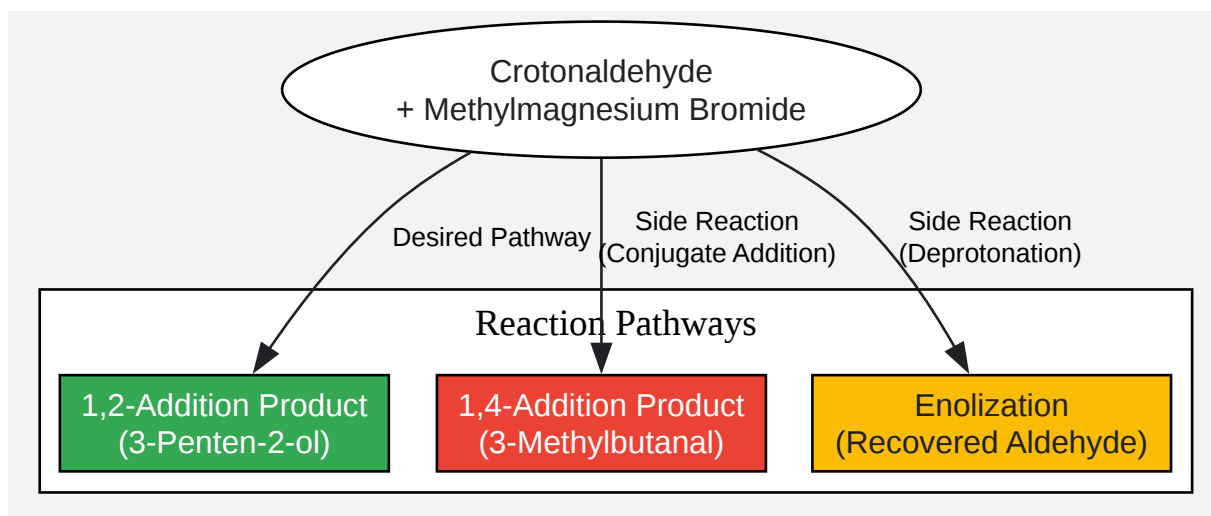 Crotonaldehyde
+ Methylmagnesium Bromide
Desired Pathway
Side Reaction
(Conjugate Addition)
Side Reaction
(Deprotonation)
Reaction Pathways
1,2-Addition Product
(3-Penten-2-ol)
1,4-Addition Product
(3-Methylbutanal)
Enolization
(Recovered Aldehyde)